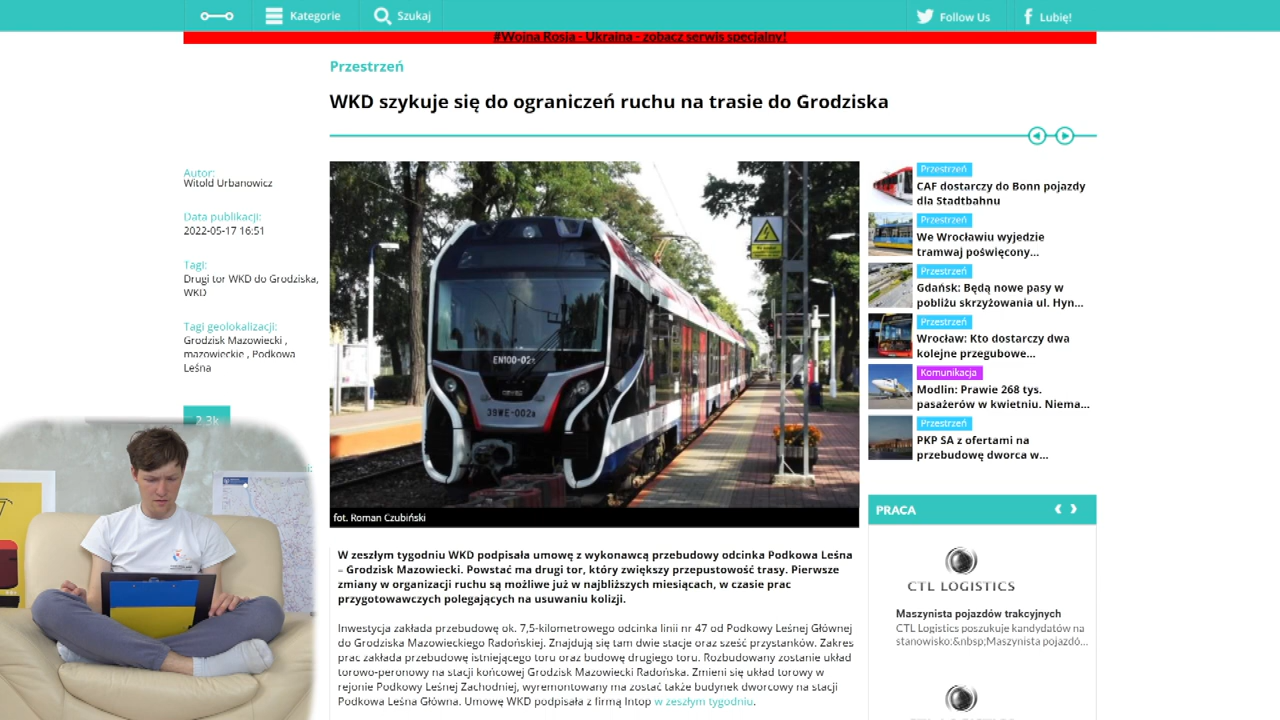 Kategorie
Szukaj
Follow Us
Lubię!
#Wojna Rosja - Ukraina - zobacz serwis specjalny!
Przestrzeń
WKD szykuje się do ograniczeń ruchu na trasie do Grodziska
Autor:
Witold Urbanowicz
Data publikacji:
2022-05-17 16:51
Tagi:
Drugi tor WKD do Grodziska,
WKD
Tagi geolokalizacji:
Grodzisk Mazowiecki ,
mazowieckie , Podkowa
Leśna
2.3k
EN100-02
39WE-002a
fot. Roman Czubiński
W zeszłym tygodniu WKD podpisała umowę z wykonawcą przebudowy odcinka Podkowa Leśna
– Grodzisk Mazowiecki. Powstać ma drugi tor, który zwiększy przepustowość trasy. Pierwsze
zmiany w organizacji ruchu są możliwe już w najbliższych miesiącach, w czasie prac
przygotowawczych polegających na usuwaniu kolizji.
Inwestycja zakłada przebudowę ok. 7,5-kilometrowego odcinka linii nr 47 od Podkowy Leśnej Głównej
do Grodziska Mazowieckiego Radońskiej. Znajdują się tam dwie stacje oraz sześć przystanków. Zakres
prac zakłada przebudowę istniejącego toru oraz budowę drugiego toru. Rozbudowany zostanie układ
torowo-peronowy na stacji końcowej Grodzisk Mazowiecki Radońska. Zmieni się układ torowy w
rejonie Podkowy Leśnej Zachodniej, wyremontowany ma zostać także budynek dworcowy na stacji
Podkowa Leśna Główna. Umowę WKD podpisała z firmą Intop w zeszłym tygodniu.
Przestrzeń
CAF dostarczy do Bonn pojazdy
dla Stadtbahnu
Przestrzeń
We Wrocławiu wyjedzie
tramwaj poświęcony...
Przestrzeń
Gdańsk: Będą nowe pasy w
pobliżu skrzyżowania ul. Hyn...
Przestrzeń
Wrocław: Kto dostarczy dwa
kolejne przegubowe...
Komunikacja
Modlin: Prawie 268 tys.
pasażerów w kwietniu. Niema...
Przestrzeń
PKP SA z ofertami na
przebudowę dworca w...
PRACA
CTL LOGISTICS
Maszynista pojazdów trakcyjnych
CTL Logistics poszukuje kandydatów na
stanowisko:&nbsp;Maszynista pojazdó...